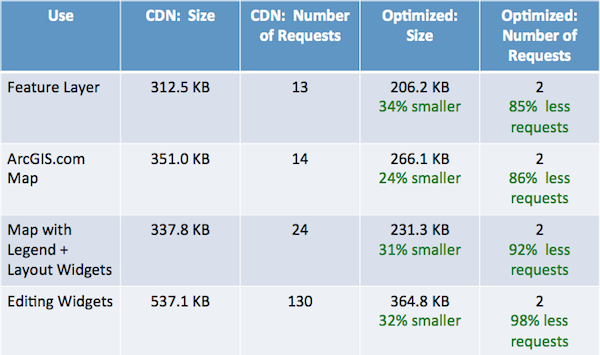 Use
CDN:  Size
CDN:  Number
of Requests
Optimized:
Size
Optimized:
Number of
Requests
Feature Layer
312.5 KB
13
206.2 KB
34% smaller
2
85%  less
requests
ArcGIS.com
Map
351.0 KB
14
266.1 KB
24% smaller
2
86%  less
requests
Map with
Legend +
Layout Widgets
337.8 KB
24
231.3 KB
31% smaller
2
92%  less
requests
Editing Widgets
537.1 KB
130
364.8 KB
32% smaller
2
98% less
requests